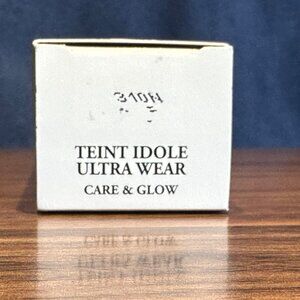 310N
TEINT IDOLE
ULTRA WEAR
CARE & GLOW